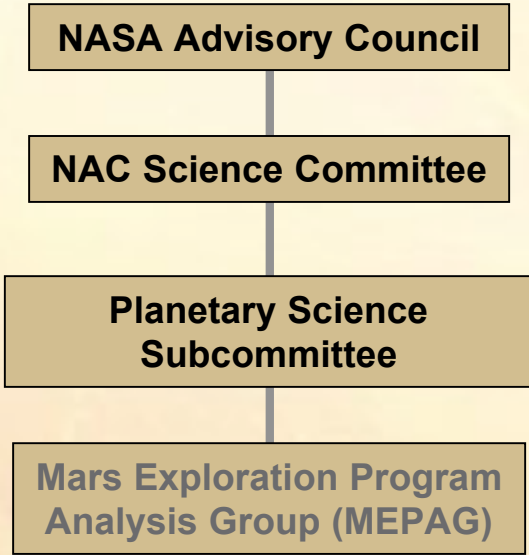 NASA Advisory Council
NAC Science Committee
Planetary Science
Subcommittee
Mars Exploration Program
Analysis Group (MEPAG)